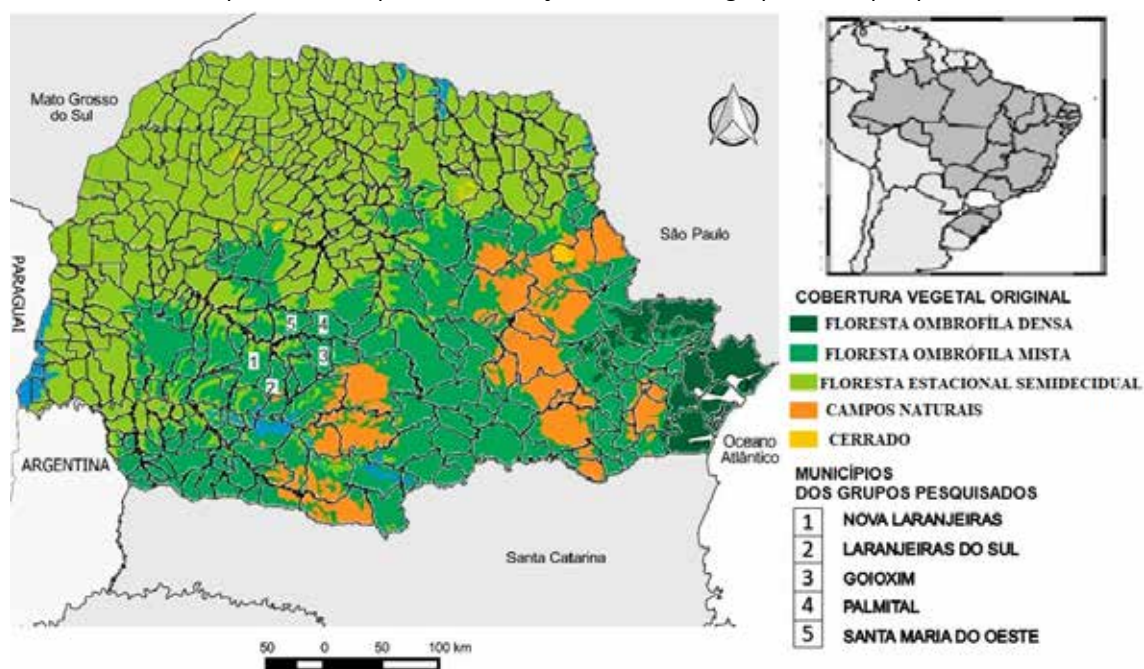 Mato Grosso
do Sul
São Paulo
PARAGUAI
ARGENTINA
Oceano
Atlântico
Santa Catarina
5
4
1
3
2
50 0 50 100 km
COBERTURA VEGETAL ORIGINAL
FLORESTA OMBROFÍLA DENSA
FLORESTA OMBRÓFILA MISTA
FLORESTA ESTACIONAL SEMIDECIDUAL
CAMPOS NATURAIS
CERRADO
MUNICÍPIOS
DOS GRUPOS PESQUISADOS
1 NOVA LARANJEIRAS
2 LARANJEIRAS DO SUL
3 GOIOXIM
4 PALMITAL
5 SANTA MARIA DO OESTE